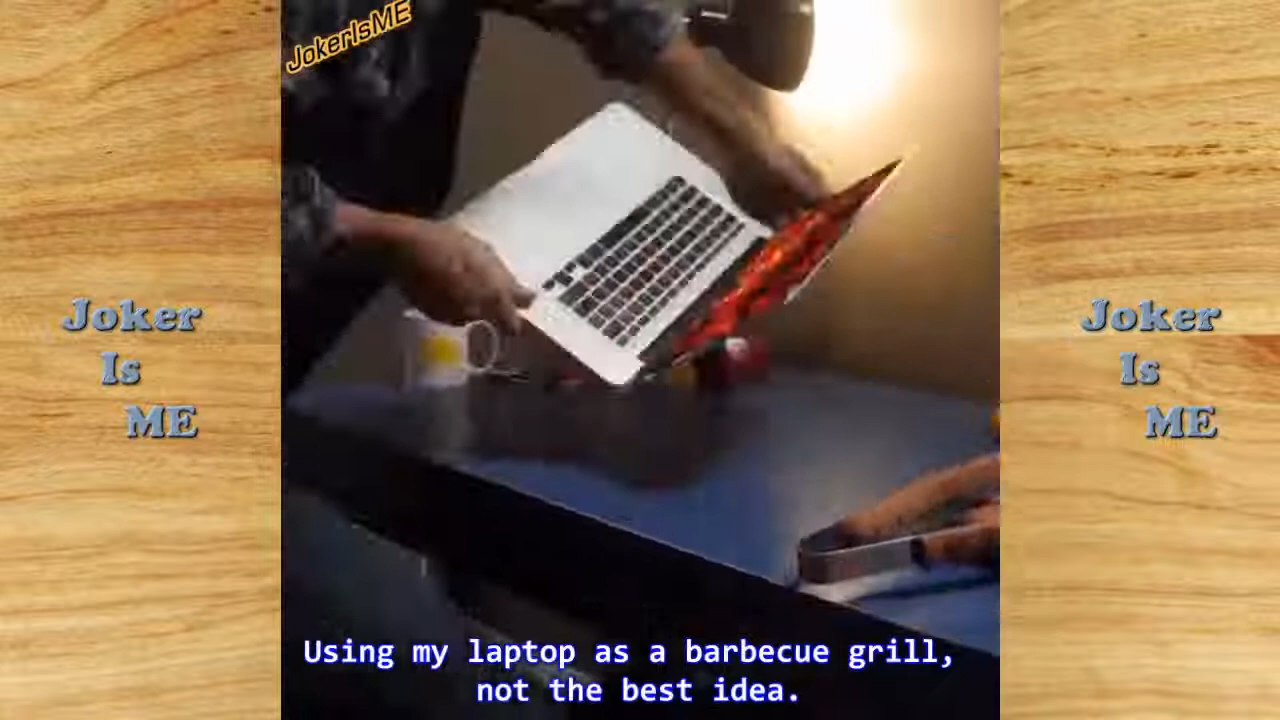 JokerIsME
Joker
Is
ME
Joker
Is
ME
Using my laptop as a barbecue grill,
not the best idea.